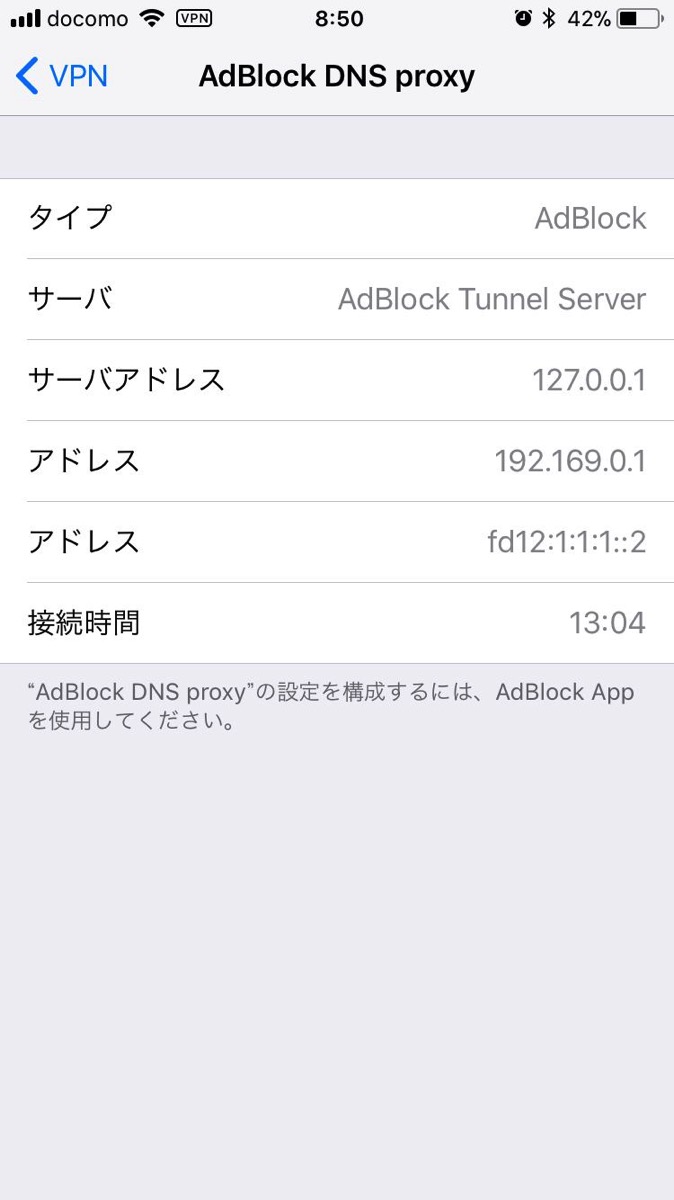 docomo VPN 8:50 42%
VPN AdBlock DNS proxy
タイプ AdBlock
サーバ AdBlock Tunnel Server
サーバアドレス 127.0.0.1
アドレス 192.169.0.1
アドレス fd12:1:1:1::2
接続時間 13:04
“AdBlock DNS proxy”の設定を構成するには、AdBlock App
を使用してください。